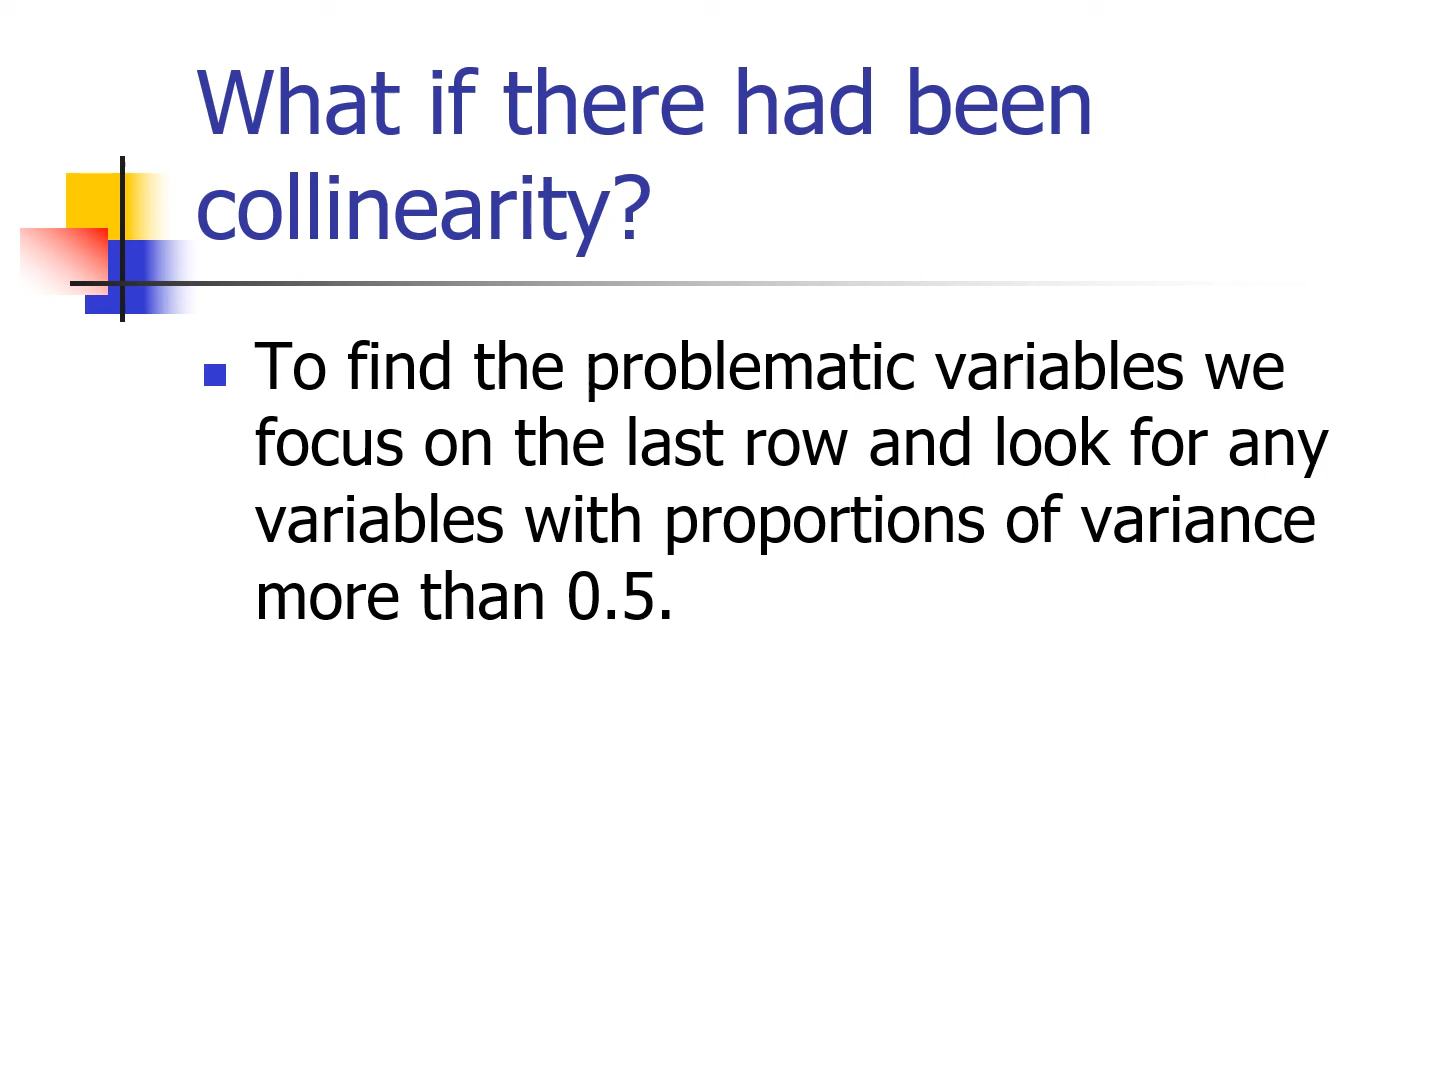 What if there had been
collinearity?
To find the problematic variables we
focus on the last row and look for any
variables with proportions of variance
more than 0.5.